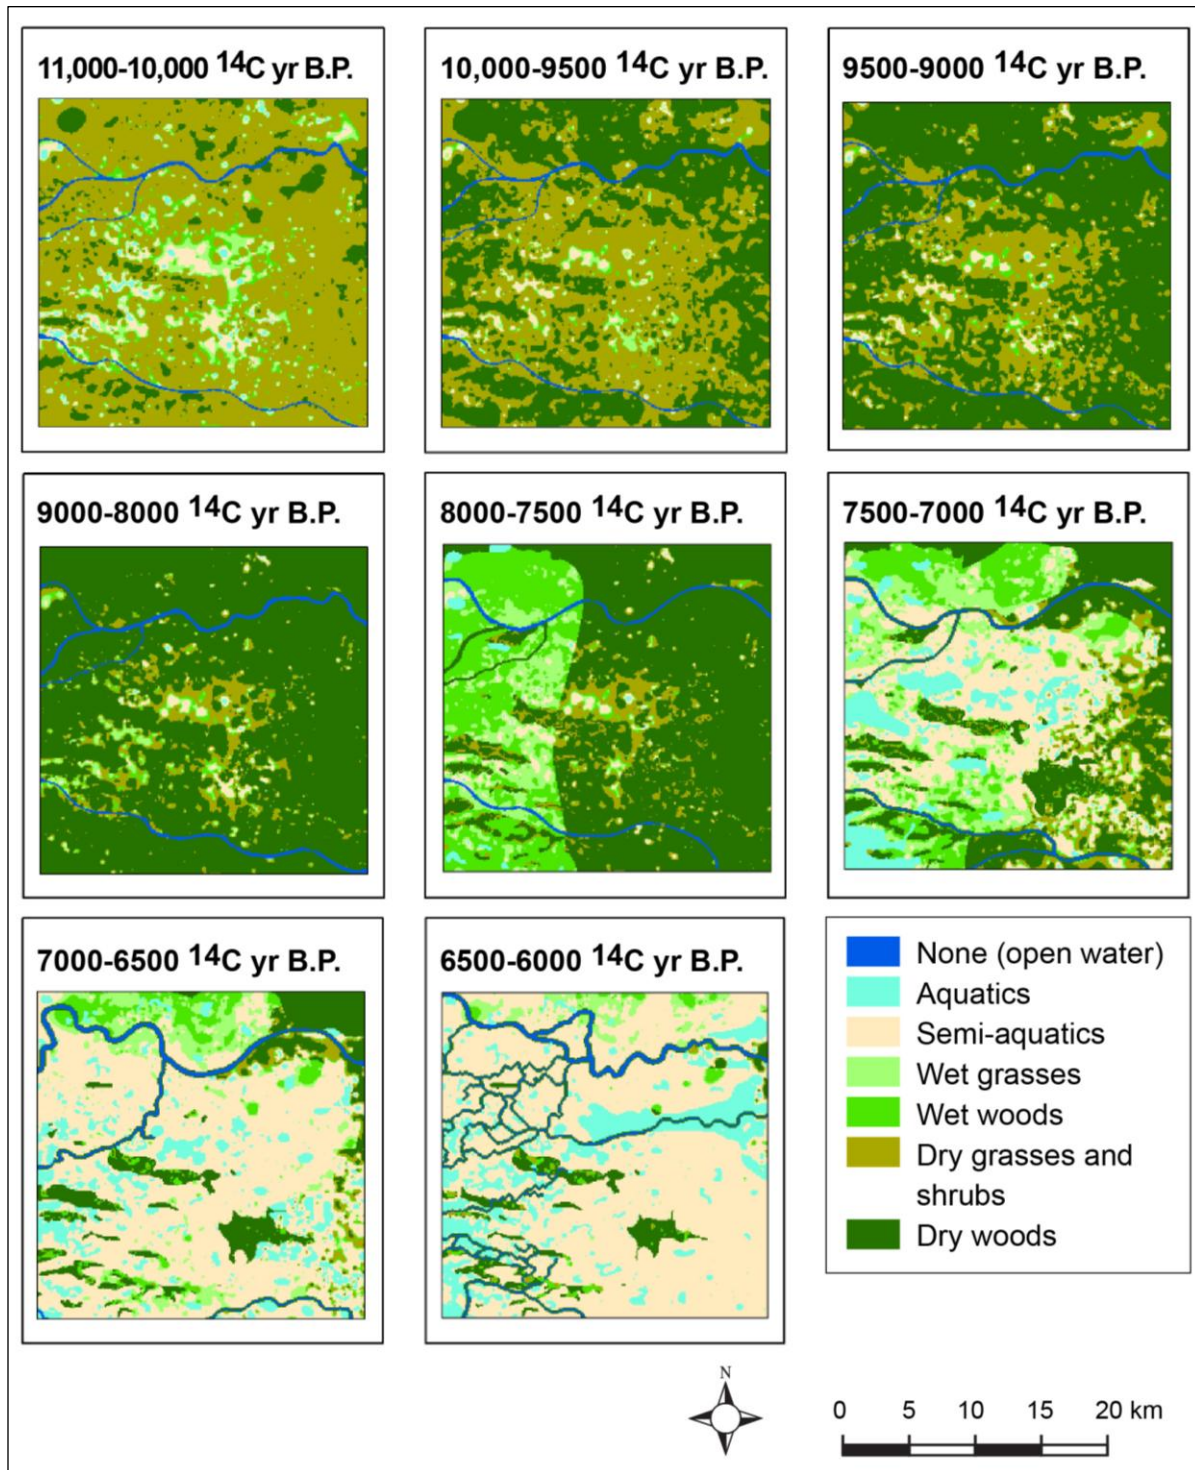 11,000-10,000 ¹⁴C yr B.P.
10,000-9500 ¹⁴C yr B.P.
9500-9000 ¹⁴C yr B.P.
9000-8000 ¹⁴C yr B.P.
8000-7500 ¹⁴C yr B.P.
7500-7000 ¹⁴C yr B.P.
7000-6500 ¹⁴C yr B.P.
6500-6000 ¹⁴C yr B.P.
None (open water)
Aquatics
Semi-aquatics
Wet grasses
Wet woods
Dry grasses and
shrubs
Dry woods
N
0 5 10 15 20 km